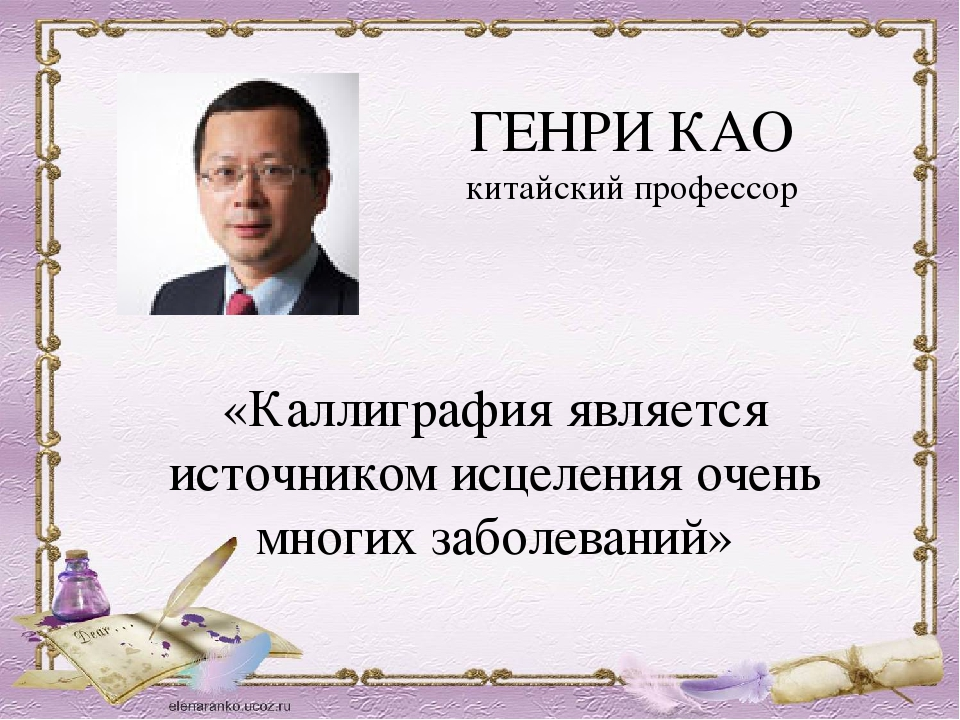 ГЕНРИ КАО
китайский профессор
«Каллиграфия является
источником исцеления очень
многих заболеваний»
Dear...
elenaranko.ucoz.ru